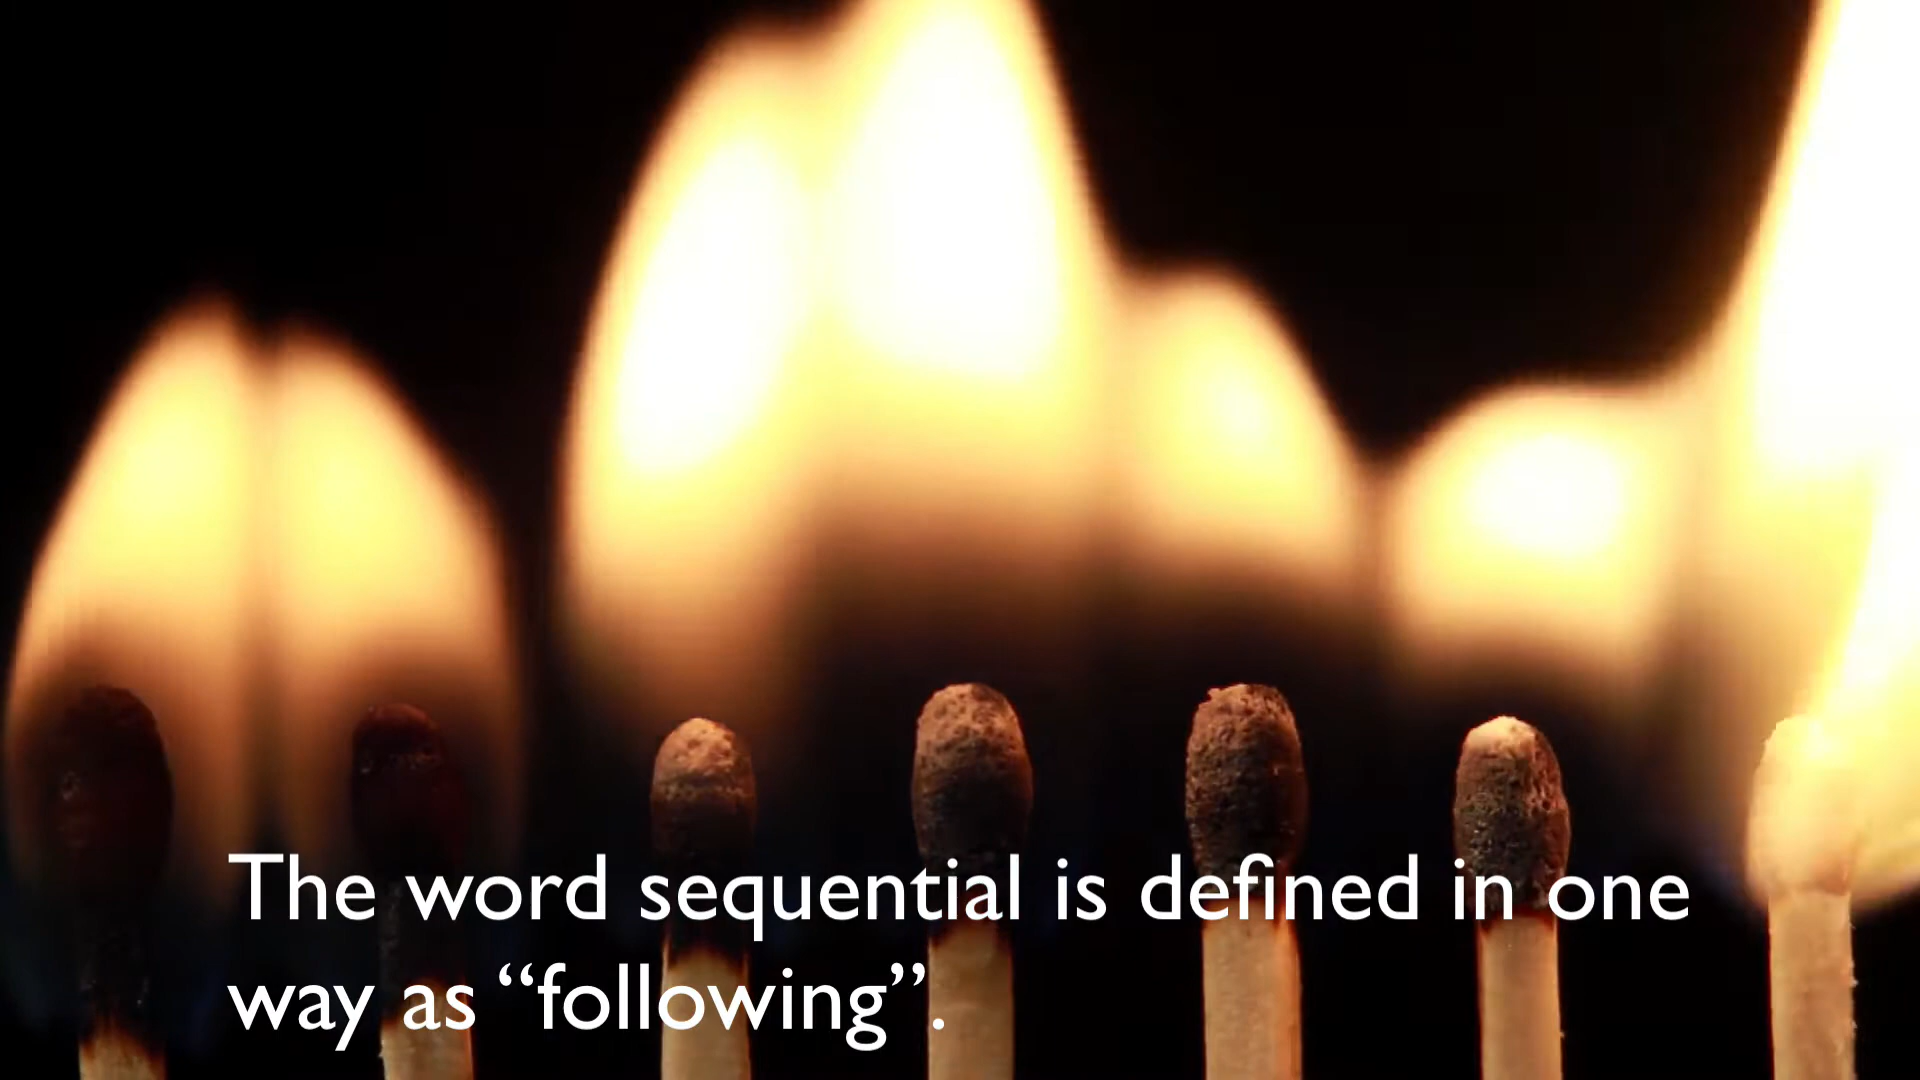 The word sequential is defined in one
way as “following”.